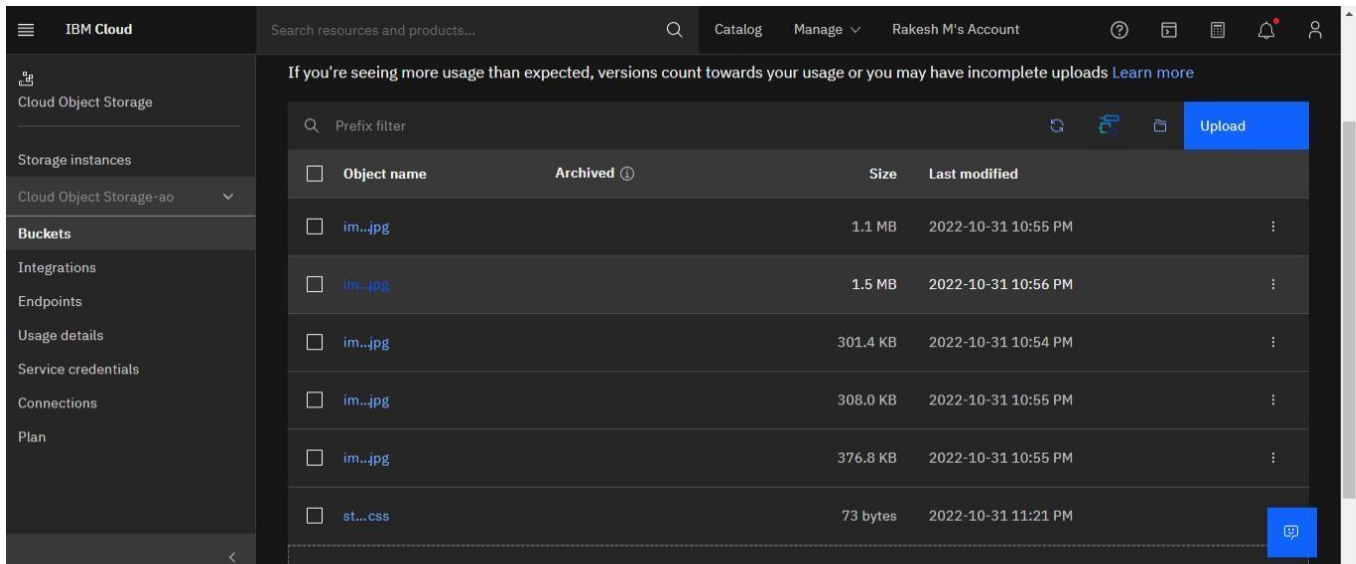 IBM Cloud
Search resources and products...
Catalog
Manage
Rakesh M's Account
Cloud Object Storage
Storage instances
Cloud Object Storage-ao
Buckets
Integrations
Endpoints
Usage details
Service credentials
Connections
Plan
If you're seeing more usage than expected, versions count towards your usage or you may have incomplete uploads Learn more
Prefix filter
Upload
Object name Archived Size Last modified
im...jpg 1.1 MB 2022-10-31 10:55 PM
im...jpg 1.5 MB 2022-10-31 10:56 PM
im...jpg 301.4 KB 2022-10-31 10:54 PM
im...jpg 308.0 KB 2022-10-31 10:55 PM
im...jpg 376.8 KB 2022-10-31 10:55 PM
st...css 73 bytes 2022-10-31 11:21 PM